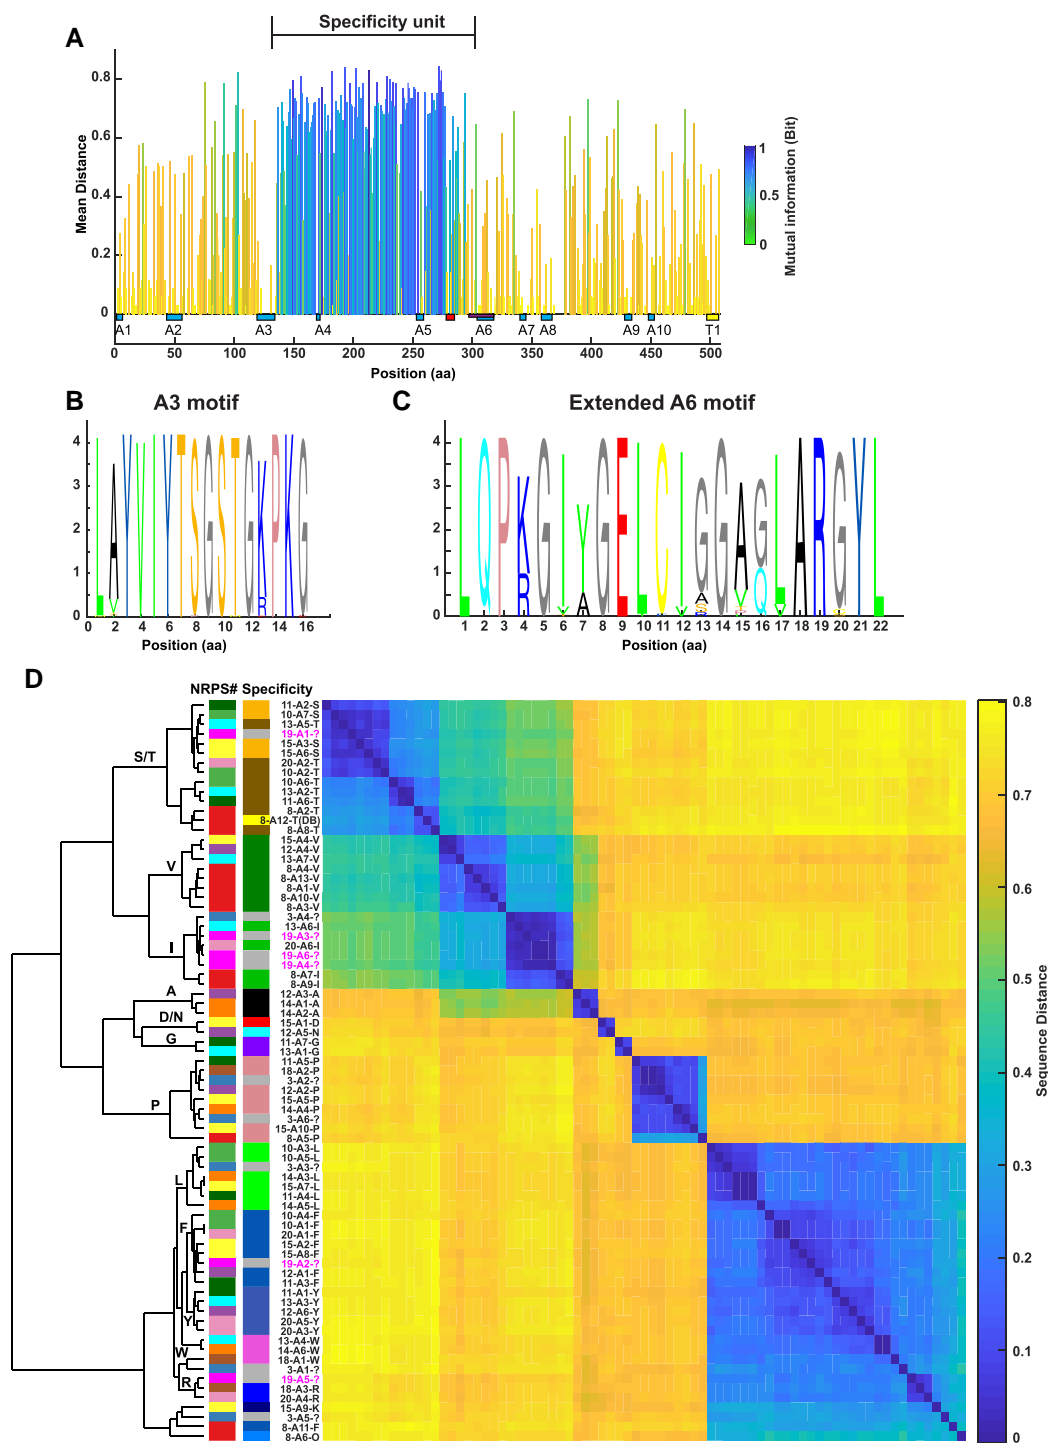 A
Specificity unit
Mean Distance
0.8
0.6
0.4
0.2
0
A1
A2
A3
A4
A5
A6
A7
A8
A9
A10
T1
0
50
100
150
200
250
300
350
400
450
500
Position (aa)
1
0.5
0
Mutual information (Bit)
B
A3 motif
4
3
2
1
0
0
2
4
6
8
10
12
14
16
Position (aa)
C
Extended A6 motif
4
3
2
1
0
1
2
3
4
5
6
7
8
9
10
11
12
13
14
15
16
17
18
19
20
21
22
Position (aa)
D
NRPS# Specificity
S/T
V
I
A
D/N
G
P
L
F
Y
W
R
11-A2-S
10-A7-S
13-A5-T
19-A1-?
15-A3-S
15-A6-S
20-A2-T
10-A2-T
10-A6-T
13-A2-T
11-A6-T
8-A2-T
8-A12-T(DB)
8-A8-T
15-A4-V
12-A4-V
13-A7-V
8-A4-V
8-A13-V
8-A1-V
8-A10-V
8-A3-V
3-A4-?
13-A6-I
19-A3-?
20-A6-I
19-A6-?
19-A4-?
8-A7-I
8-A9-I
12-A3-A
14-A1-A
14-A2-A
15-A1-D
12-A5-N
11-A7-G
13-A1-G
11-A5-P
18-A2-P
3-A2-?
12-A2-P
15-A5-P
14-A4-P
3-A6-?
15-A10-P
8-A5-P
10-A3-L
10-A5-L
3-A3-?
14-A3-L
15-A7-L
11-A4-L
14-A5-L
10-A4-F
10-A1-F
20-A1-F
15-A2-F
15-A8-F
19-A2-?
12-A1-F
11-A3-F
11-A1-Y
13-A3-Y
12-A6-Y
20-A5-Y
20-A3-Y
13-A4-W
14-A6-W
18-A1-W
3-A1-?
19-A5-?
18-A3-R
20-A4-R
15-A9-K
3-A5-?
8-A11-F
8-A6-O
0.8
0.7
0.6
0.5
0.4
0.3
0.2
0.1
0
Sequence Distance